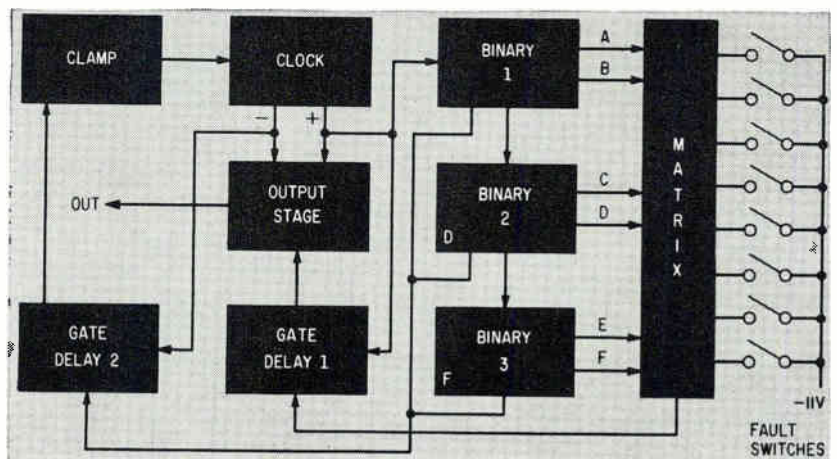 CLAMP
CLOCK
−
+
OUTPUT
STAGE
OUT
GATE
DELAY 2
GATE
DELAY 1
BINARY
1
A
B
BINARY
2
D
C
D
BINARY
3
F
E
F
MATRIX
−11V
FAULT
SWITCHES